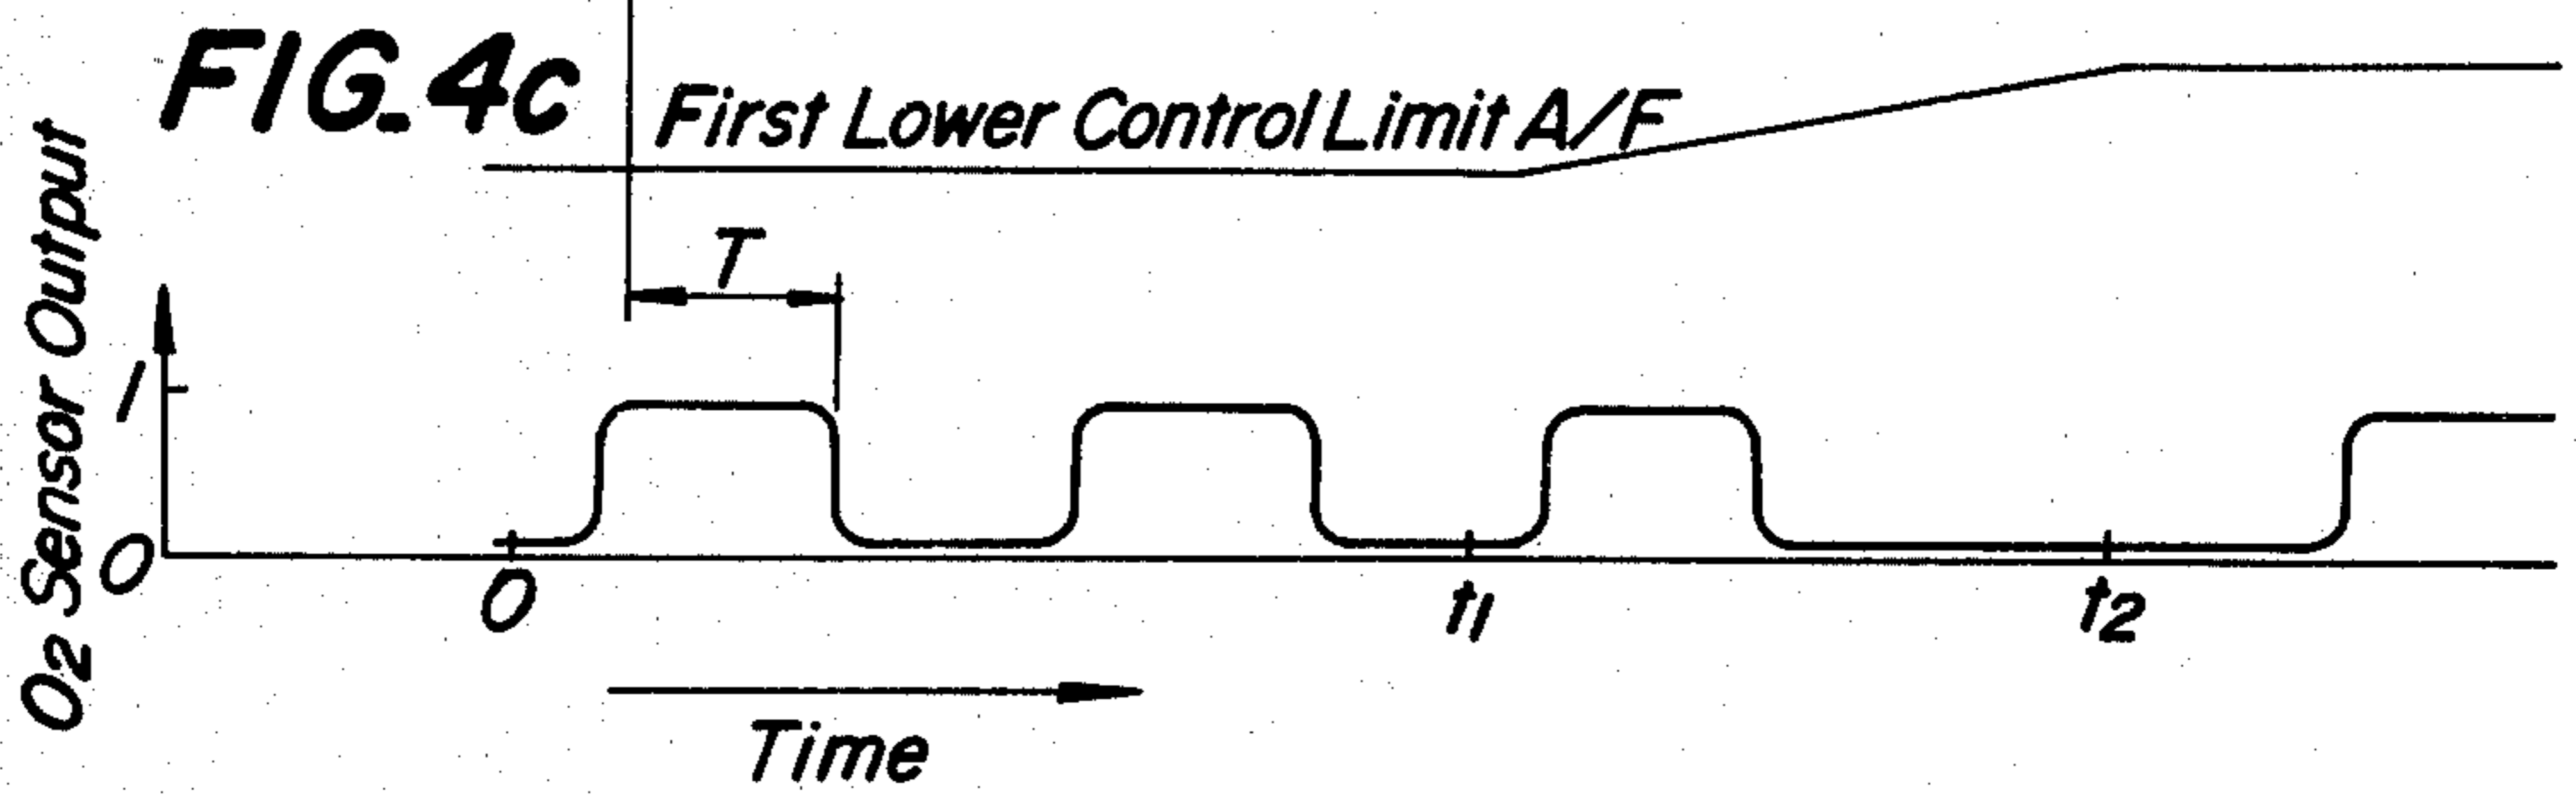 FIG.4c
First Lower Control Limit A/F
T
O2 Sensor Output
1
0
0
t1
t2
Time